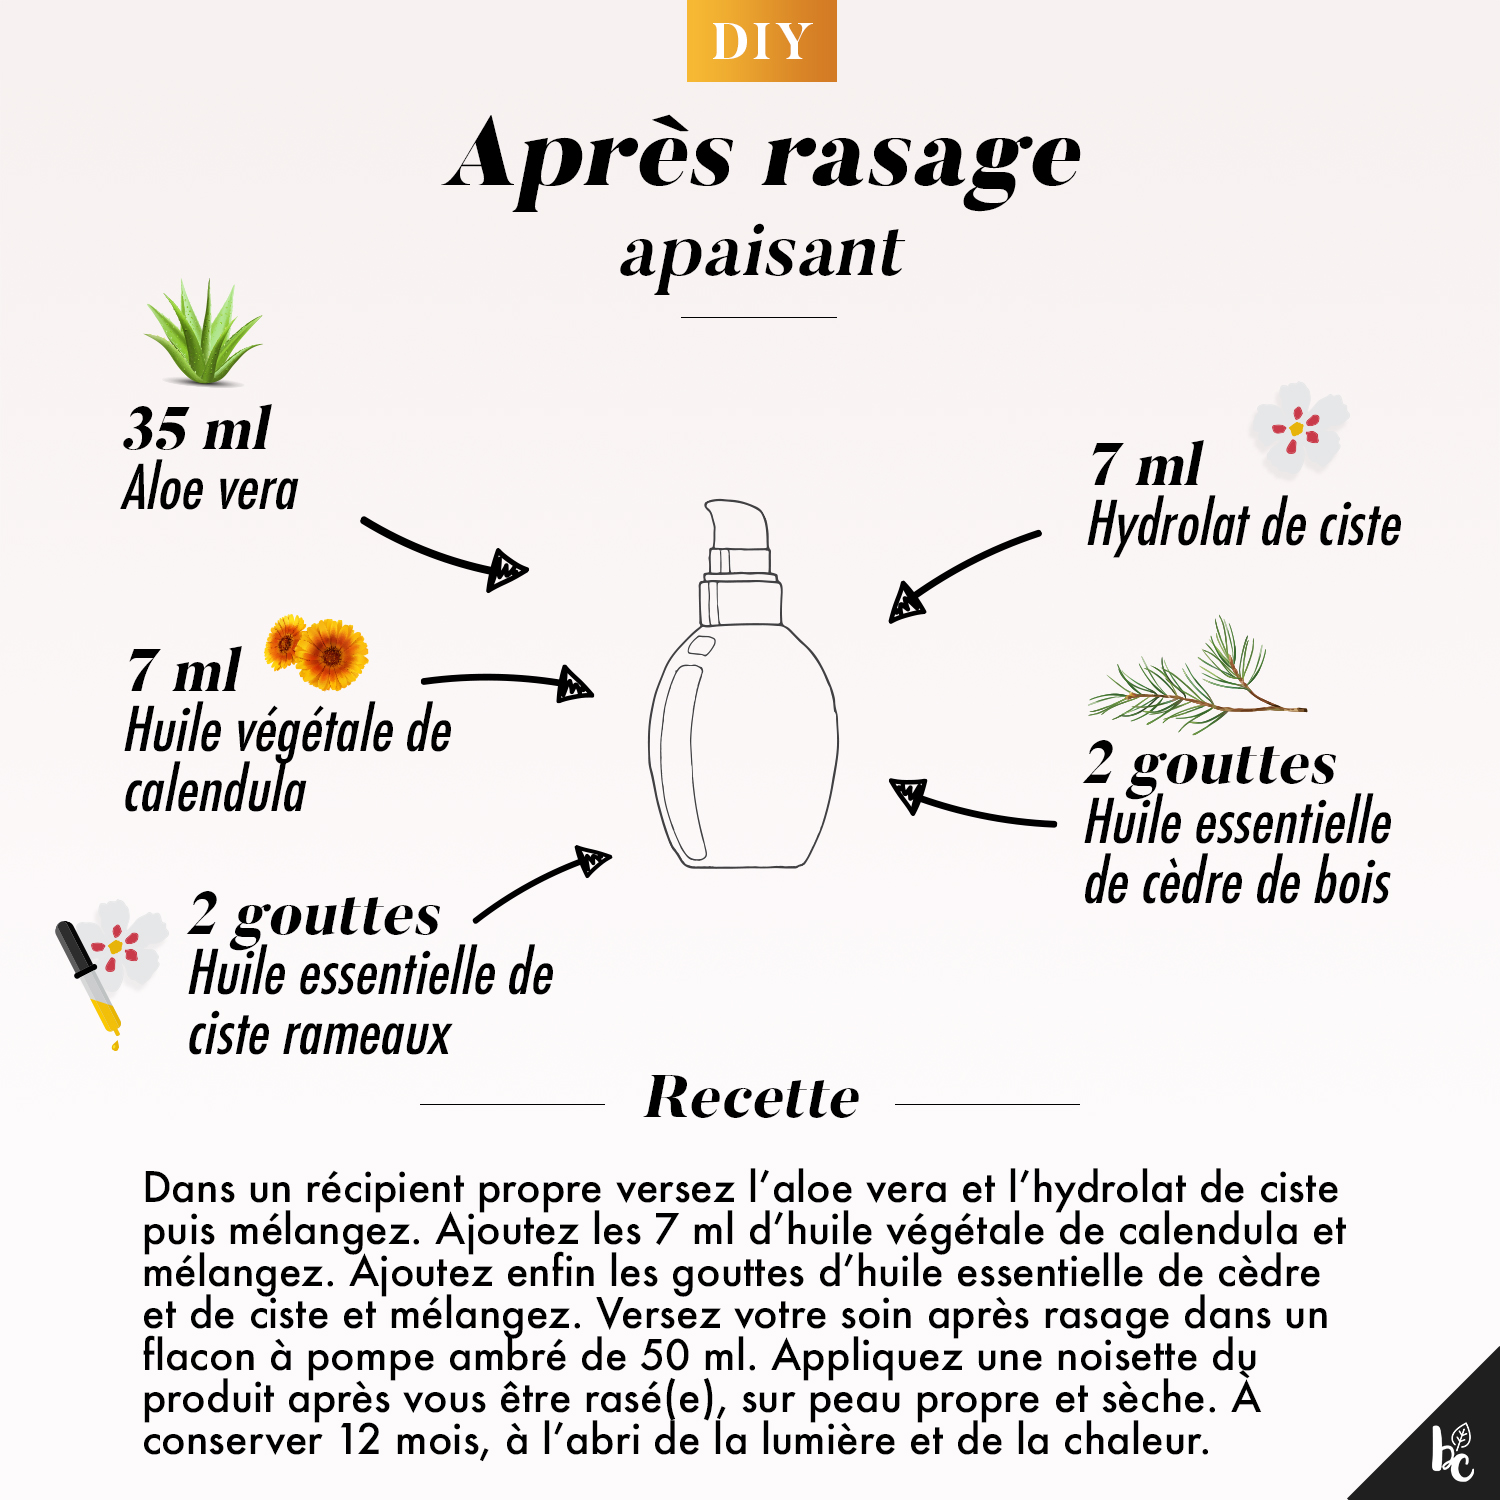 DIY
Après rasage
apaisant
35 ml
Aloe vera
7 ml
Hydrolat de ciste
7 ml
Huile végétale de
calendula
2 gouttes
Huile essentielle
de cèdre de bois
2 gouttes
Huile essentielle de
ciste rameaux
Recette
Dans un récipient propre versez l’aloe vera et l’hydrolat de ciste
puis mélangez. Ajoutez les 7 ml d’huile végétale de calendula et
mélangez. Ajoutez enfin les gouttes d’huile essentielle de cèdre
et de ciste et mélangez. Versez votre soin après rasage dans un
flacon à pompe ambré de 50 ml. Appliquez une noisette du
produit après vous être rasé(e), sur peau propre et sèche. À
conserver 12 mois, à l’abri de la lumière et de la chaleur.
bc